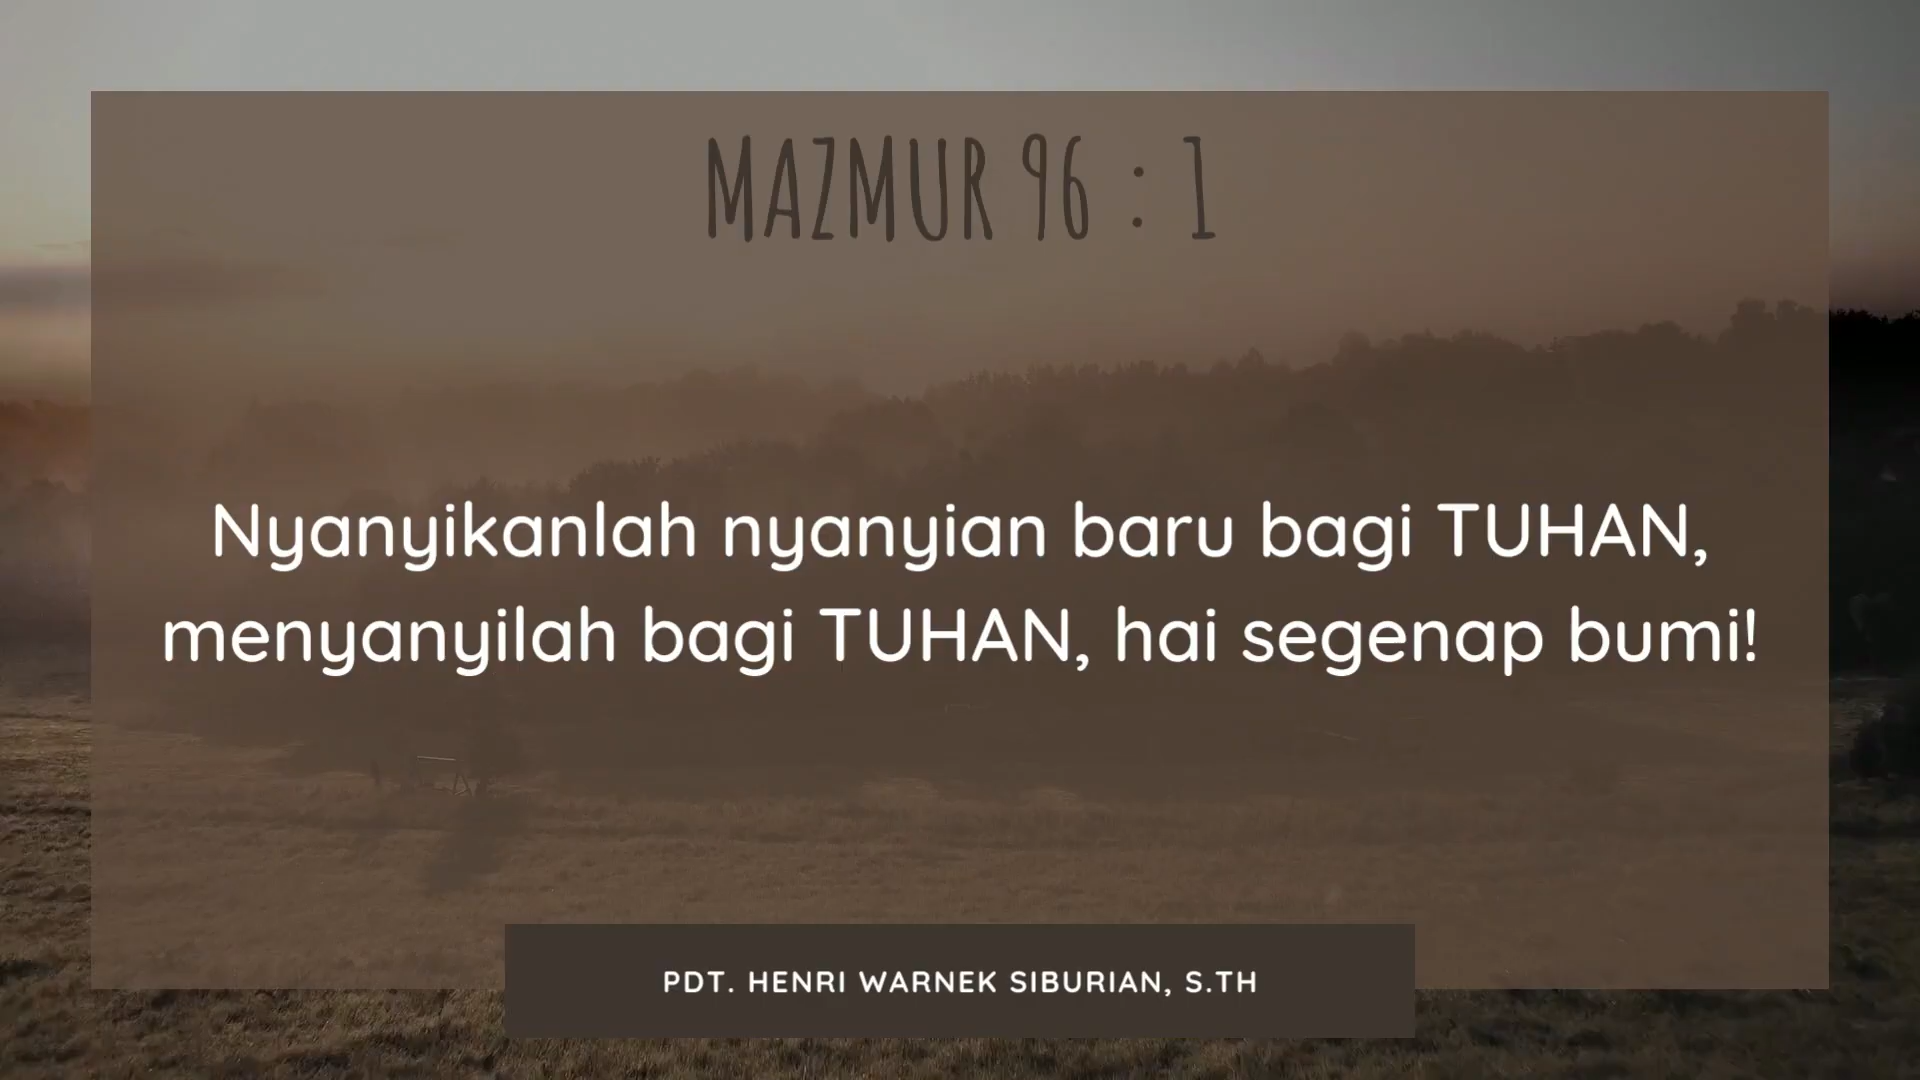 MAZMUR 96 : 1
Nyanyikanlah nyanyian baru bagi TUHAN,
menyanyilah bagi TUHAN, hai segenap bumi!
PDT. HENRI WARNEK SIBURIAN, S.TH